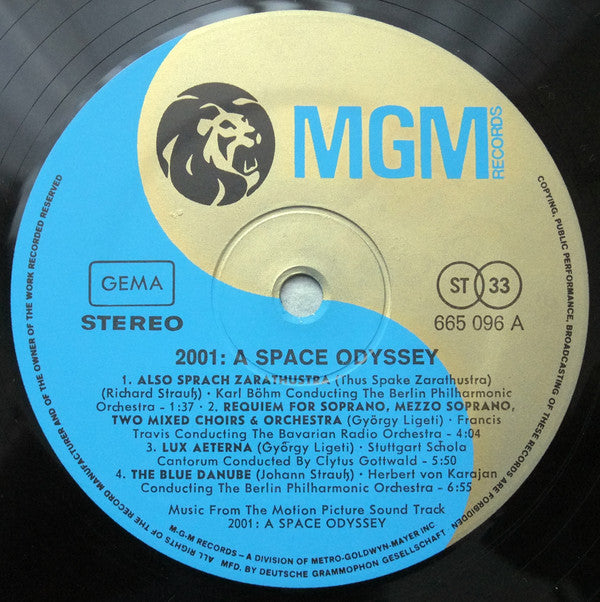 MGM
RECORDS
GEMA
STEREO
ST 33
665 096 A
2001: A SPACE ODYSSEY
1. ALSO SPRACH ZARATHUSTRA (Thus Spake Zarathustra)
(Richard Strauß) · Karl Böhm Conducting The Berlin Philharmonic
Orchestra - 1:37 · 2. REQUIEM FOR SOPRANO, MEZZO SOPRANO,
TWO MIXED CHOIRS & ORCHESTRA (György Ligeti) · Francis
Travis Conducting The Bavarian Radio Orchestra - 4:04
3. LUX AETERNA (György Ligeti) · Stuttgart Schola
Cantorum Conducted By Clytus Gottwald - 5:50
4. THE BLUE DANUBE (Johann Strauß) · Herbert von Karajan
Conducting The Berlin Philharmonic Orchestra - 6:55
Music From The Motion Picture Sound Track
2001: A SPACE ODYSSEY
M-G-M RECORDS – A DIVISION OF METRO-GOLDWYN-MAYER INC
MFT. BY DEUTSCHE GRAMMOPHON GESELLSCHAFT ·
ALL RIGHTS OF THE RECORD MANUFACTURER AND OF THE OWNER OF THE WORK RECORDED RESERVED
COPYING, PUBLIC PERFORMANCE, BROADCASTING OF THESE RECORDS ARE FORBIDDEN